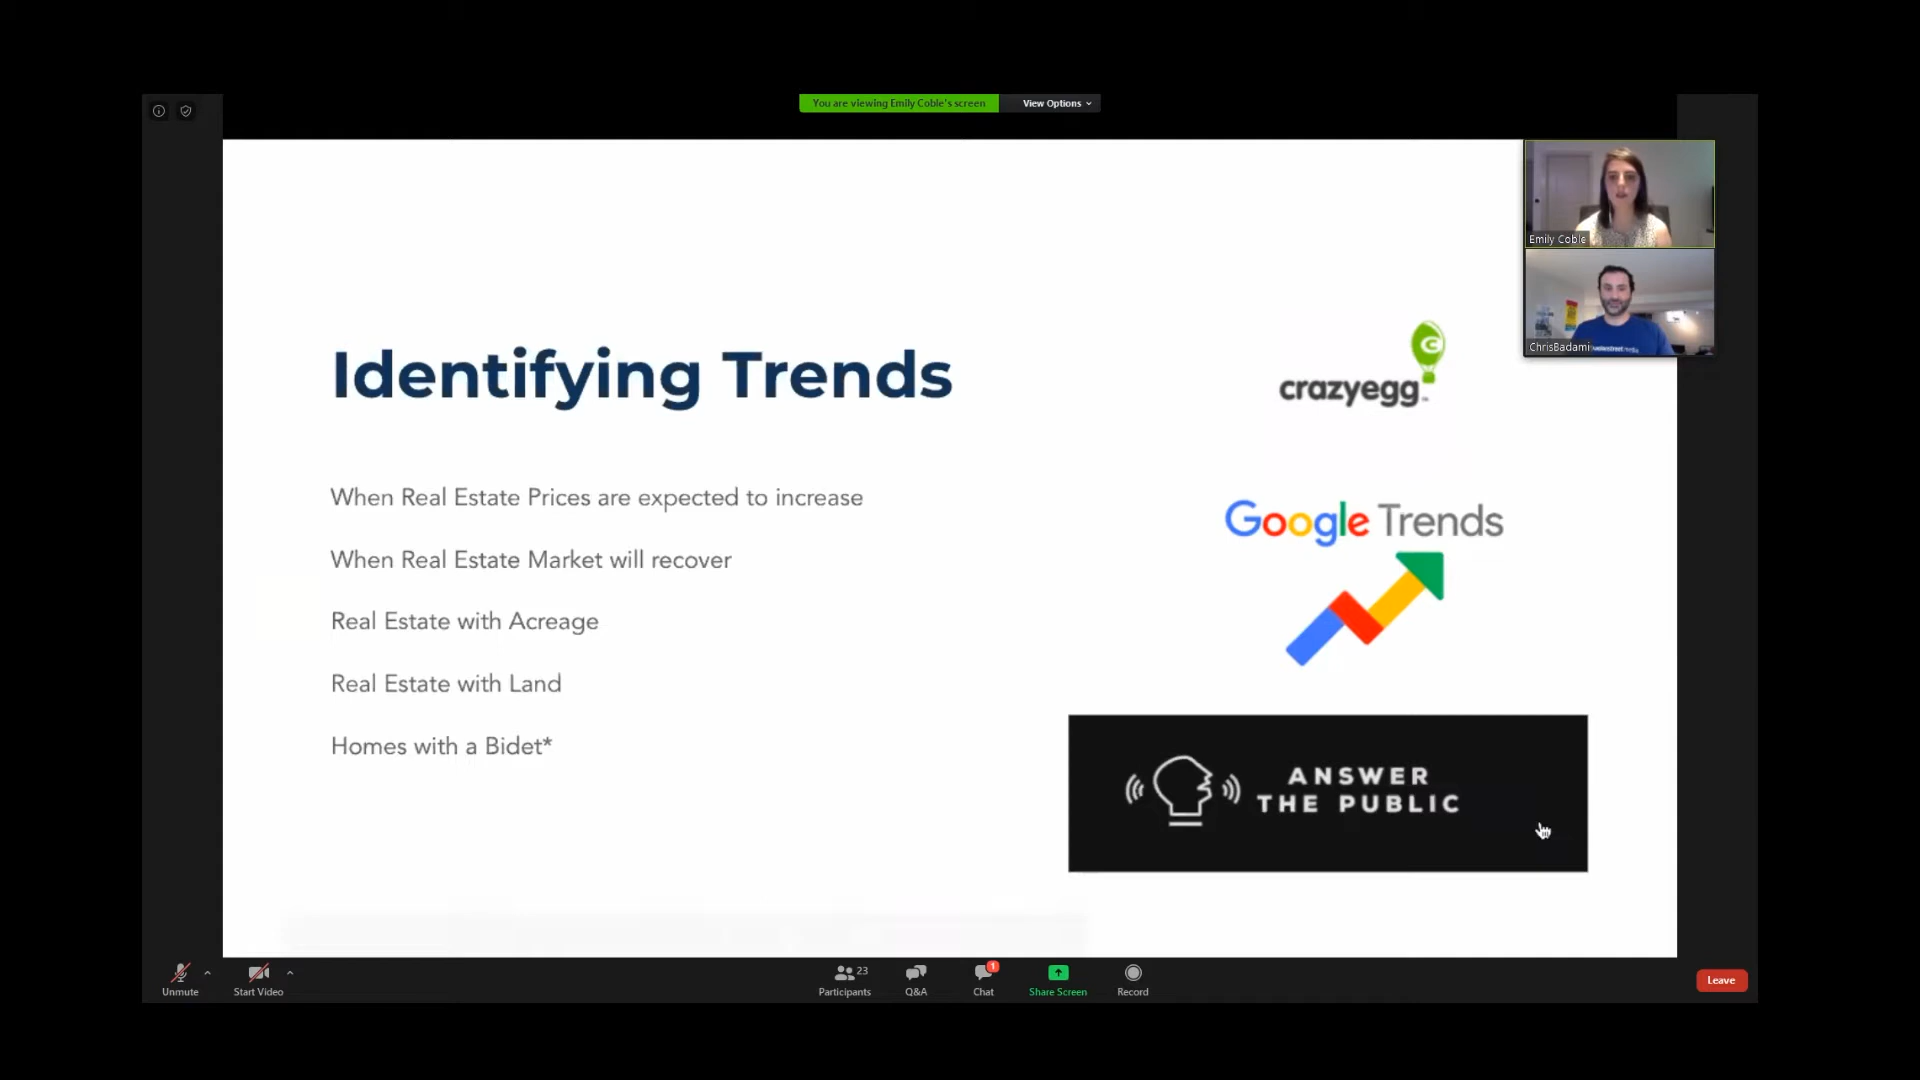 You are viewing Emily Coble's screen
View Options
Emily Coble
ChrisBadami
Identifying Trends
crazyegg
When Real Estate Prices are expected to increase
Google Trends
When Real Estate Market will recover
Real Estate with Acreage
Real Estate with Land
Homes with a Bidet*
ANSWER
THE PUBLIC
Unmute
Start Video
23
Participants
Q&A
1
Chat
Share Screen
Record
Leave